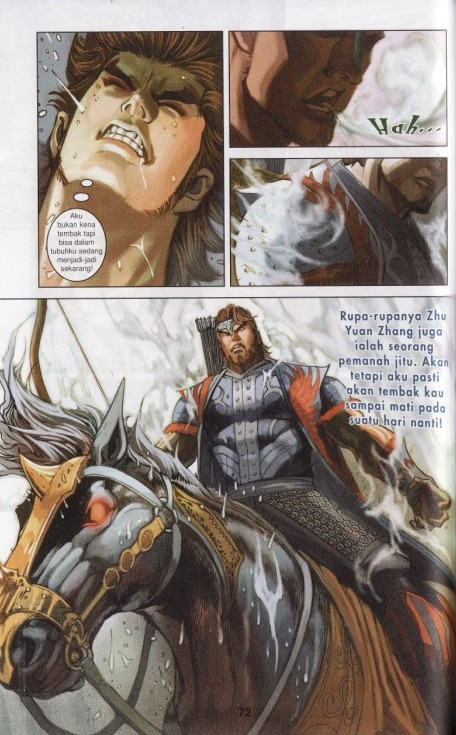 Aku
bukan kena
tembak tapi
bisa dalam
tubuhku sedang
menjadi-jadi
sekarang!
Hah...
Rupa-rupanya Zhu
Yuan Zhang juga
ialah seorang
pemanah jitu. Akan
tetapi aku pasti
akan tembak kau
sampai mati pada
suatu hari nanti!
72